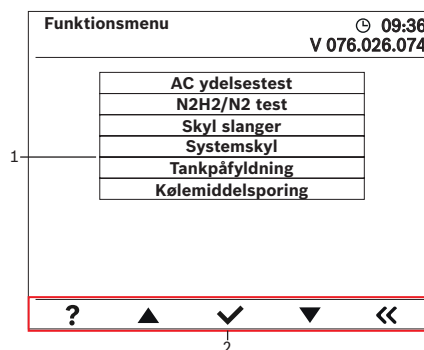 Funktionsmenu
09:36
V 076.026.074
AC ydelsestest
N2H2/N2 test
Skyl slanger
Systemskyl
Tankpåfyldning
Kølemiddelsporing
1
?
2